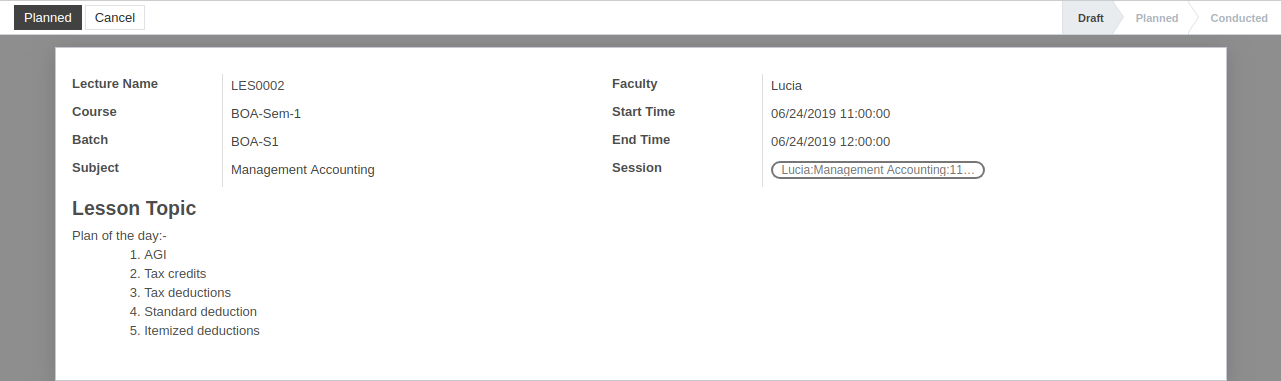 Planned Cancel Draft Planned Conducted
Lecture Name LES0002 Faculty Lucia
Course BOA-Sem-1 Start Time 06/24/2019 11:00:00
Batch BOA-S1 End Time 06/24/2019 12:00:00
Subject Management Accounting Session Lucia:Management Accounting:11...
Lesson Topic
Plan of the day:-
1. AGI
2. Tax credits
3. Tax deductions
4. Standard deduction
5. Itemized deductions